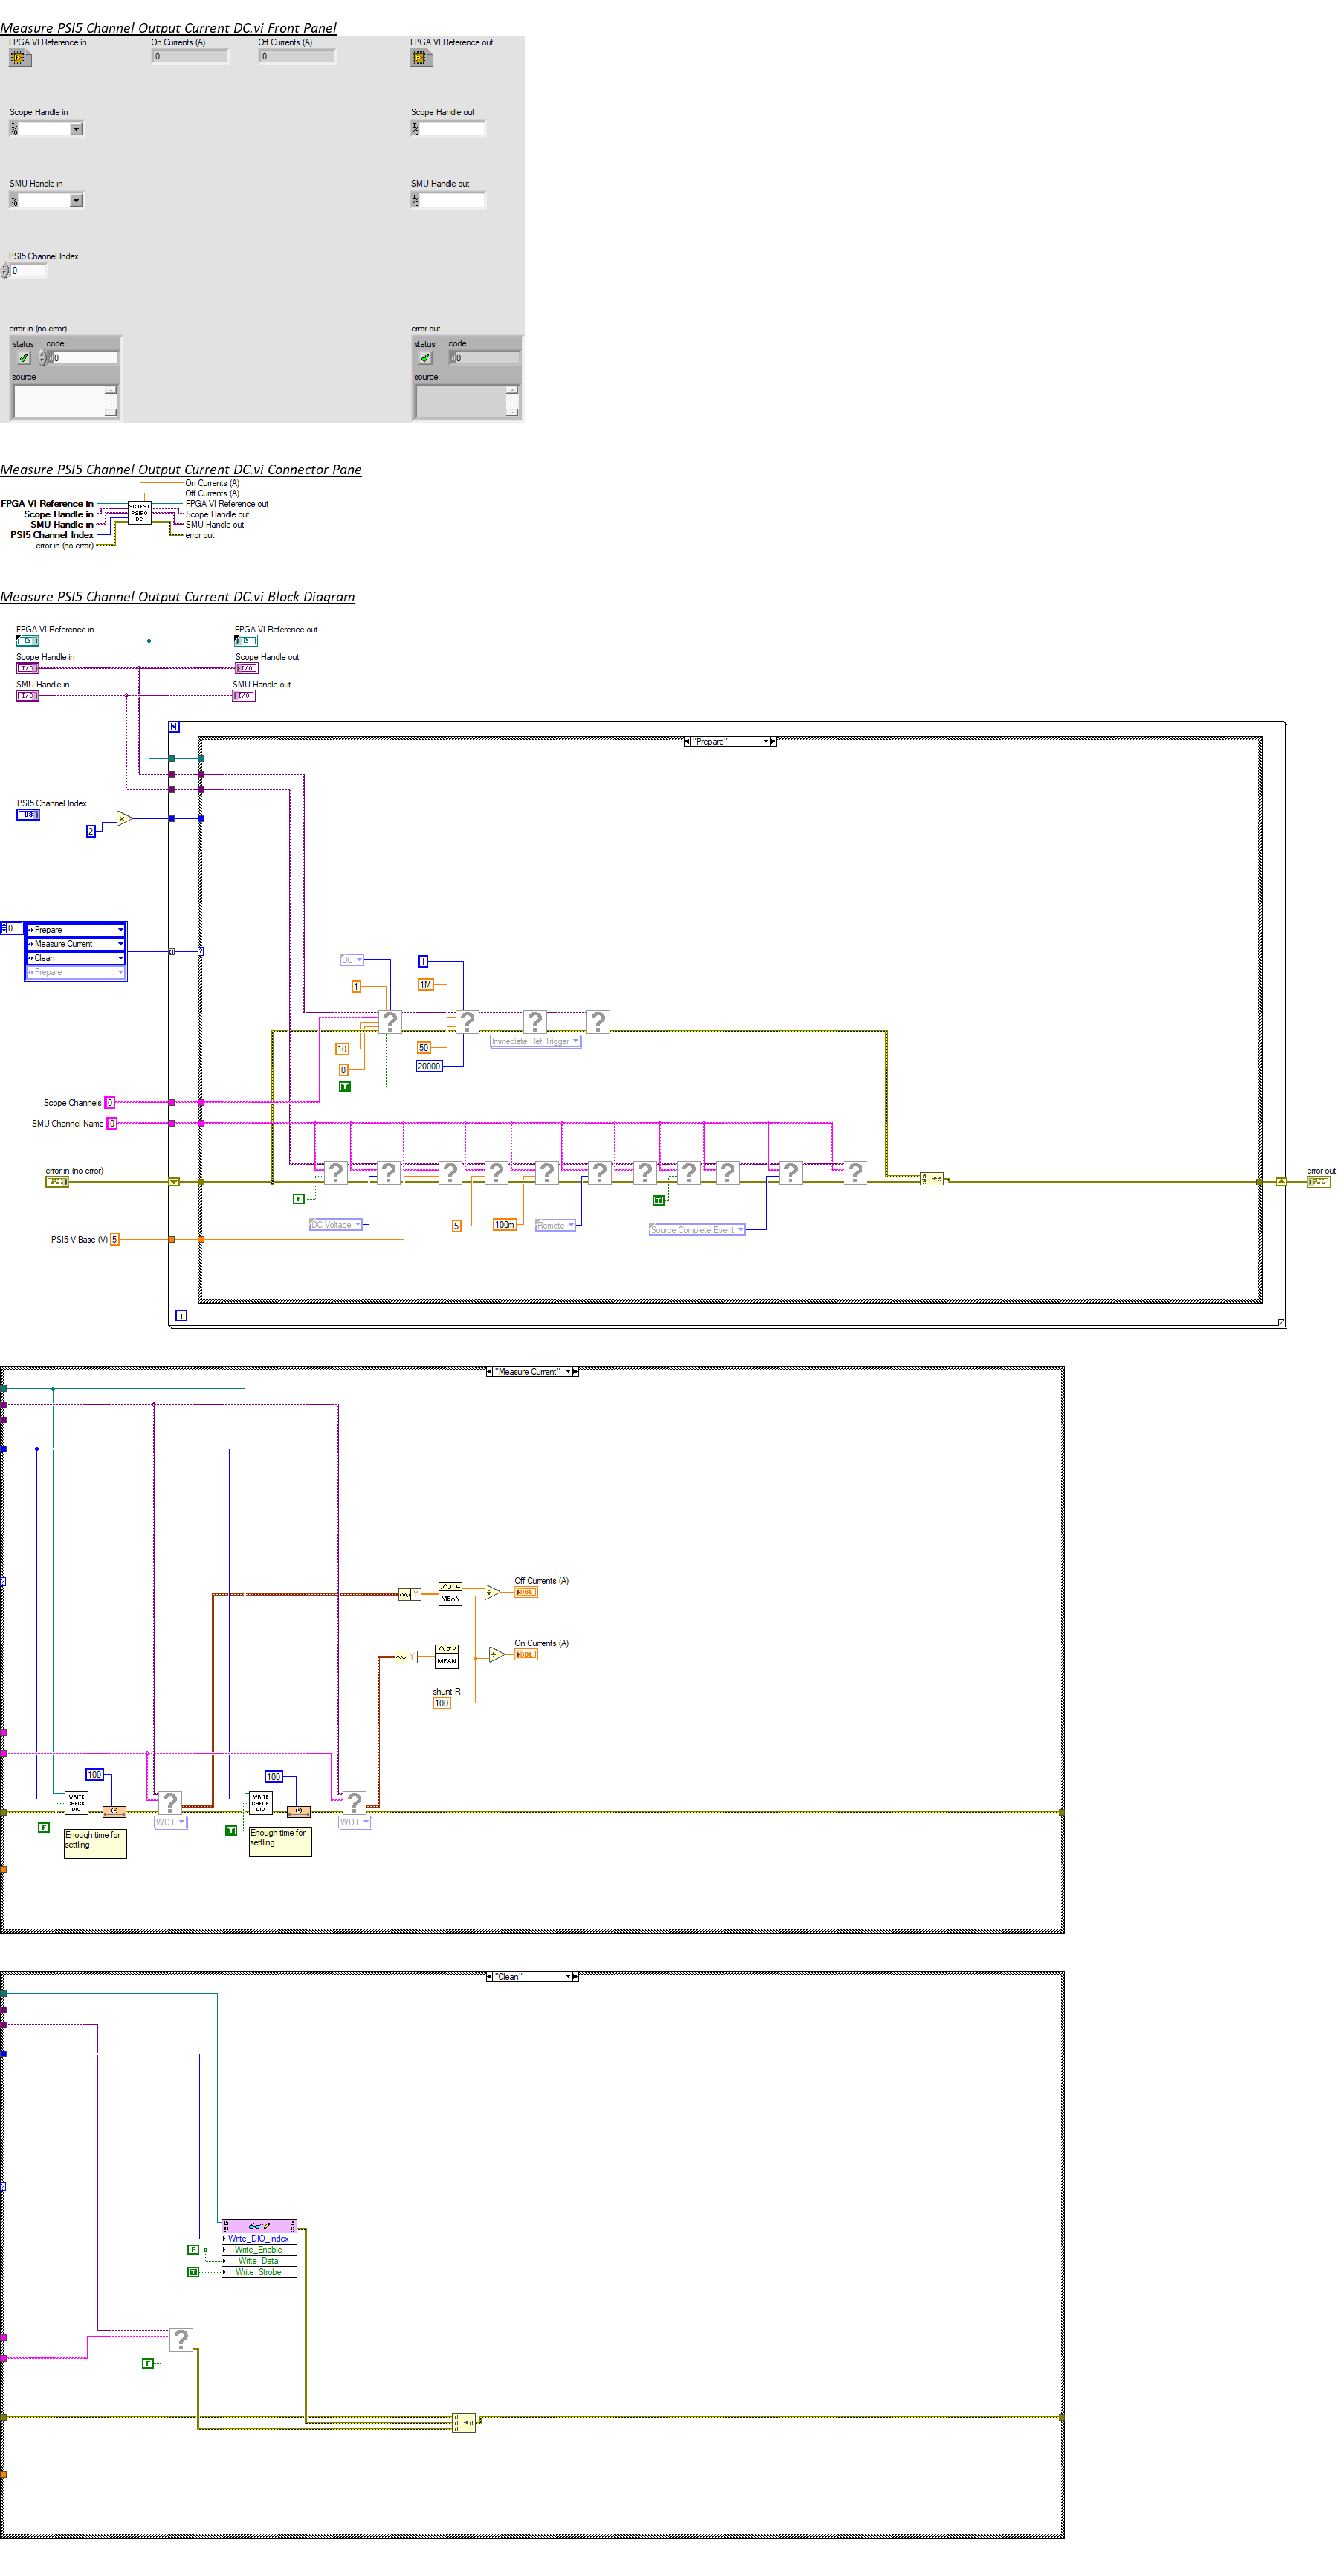 Measure PSI5 Channel Output Current DC.vi Front Panel
FPGA VI Reference in
On Currents (A)
Off Currents (A)
FPGA VI Reference out
0
0
Scope Handle in
Scope Handle out
SMU Handle in
SMU Handle out
PSI5 Channel Index
0
error in (no error)
error out
status
code
status
code
0
0
source
source
Measure PSI5 Channel Output Current DC.vi Connector Pane
On Currents (A)
Off Currents (A)
FPGA VI Reference in
FPGA VI Reference out
Scope Handle in
SC TEST
PSIFO
DC
Scope Handle out
SMU Handle in
SMU Handle out
PSI5 Channel Index
error out
error in (no error)
Measure PSI5 Channel Output Current DC.vi Block Diagram
FPGA VI Reference in
FPGA VI Reference out
Scope Handle in
Scope Handle out
I/O
I/O
SMU Handle in
SMU Handle out
I/O
I/O
N
"Prepare"
PSI5 Channel Index
U8
2
0
Prepare
Measure Current
Clean
Prepare
DC
1
1
1M
? ? ? ?
Immediate Ref Trigger
10
50
0
20000
T
Scope Channels 0
SMU Channel Name 0
error in (no error)
? ? ? ? ? ? ? ? ? ? ?
error out
F
T
DC Voltage
5
100m
Remote
Source Complete Event
PSI5 V Base (V) 5
i
"Measure Current"
Off Currents (A)
MEAN
DBL
On Currents (A)
MEAN
DBL
shunt R
100
100
100
WRITE
CHECK
DIO
?
WRITE
CHECK
DIO
?
WDT
WDT
F
T
Enough time for
settling.
Enough time for
settling.
"Clean"
Write_DIO_Index
F
Write_Enable
Write_Data
T
Write_Strobe
?
F